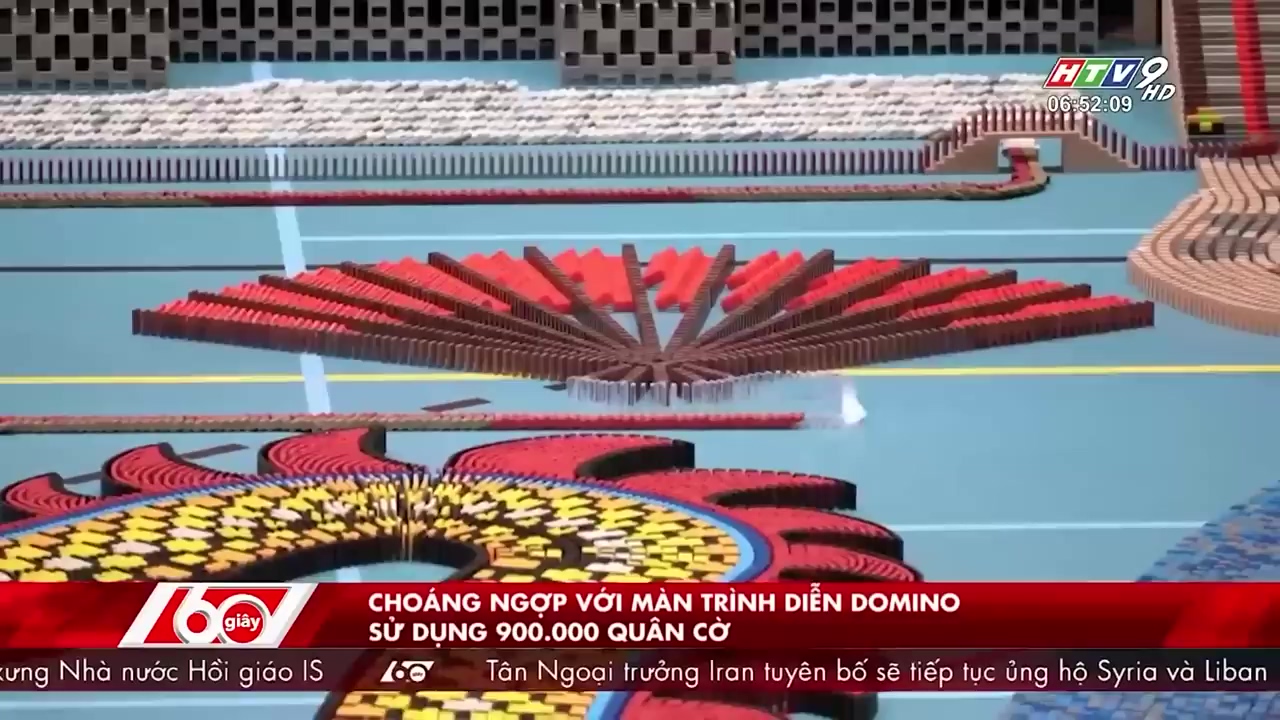 HTV9
HD
06:52:09
60 giây
CHOÁNG NGỢP VỚI MÀN TRÌNH DIỄN DOMINO
SỬ DỤNG 900.000 QUÂN CỜ
xưng Nhà nước Hồi giáo IS 60 giây Tân Ngoại trưởng Iran tuyên bố sẽ tiếp tục ủng hộ Syria và Liban